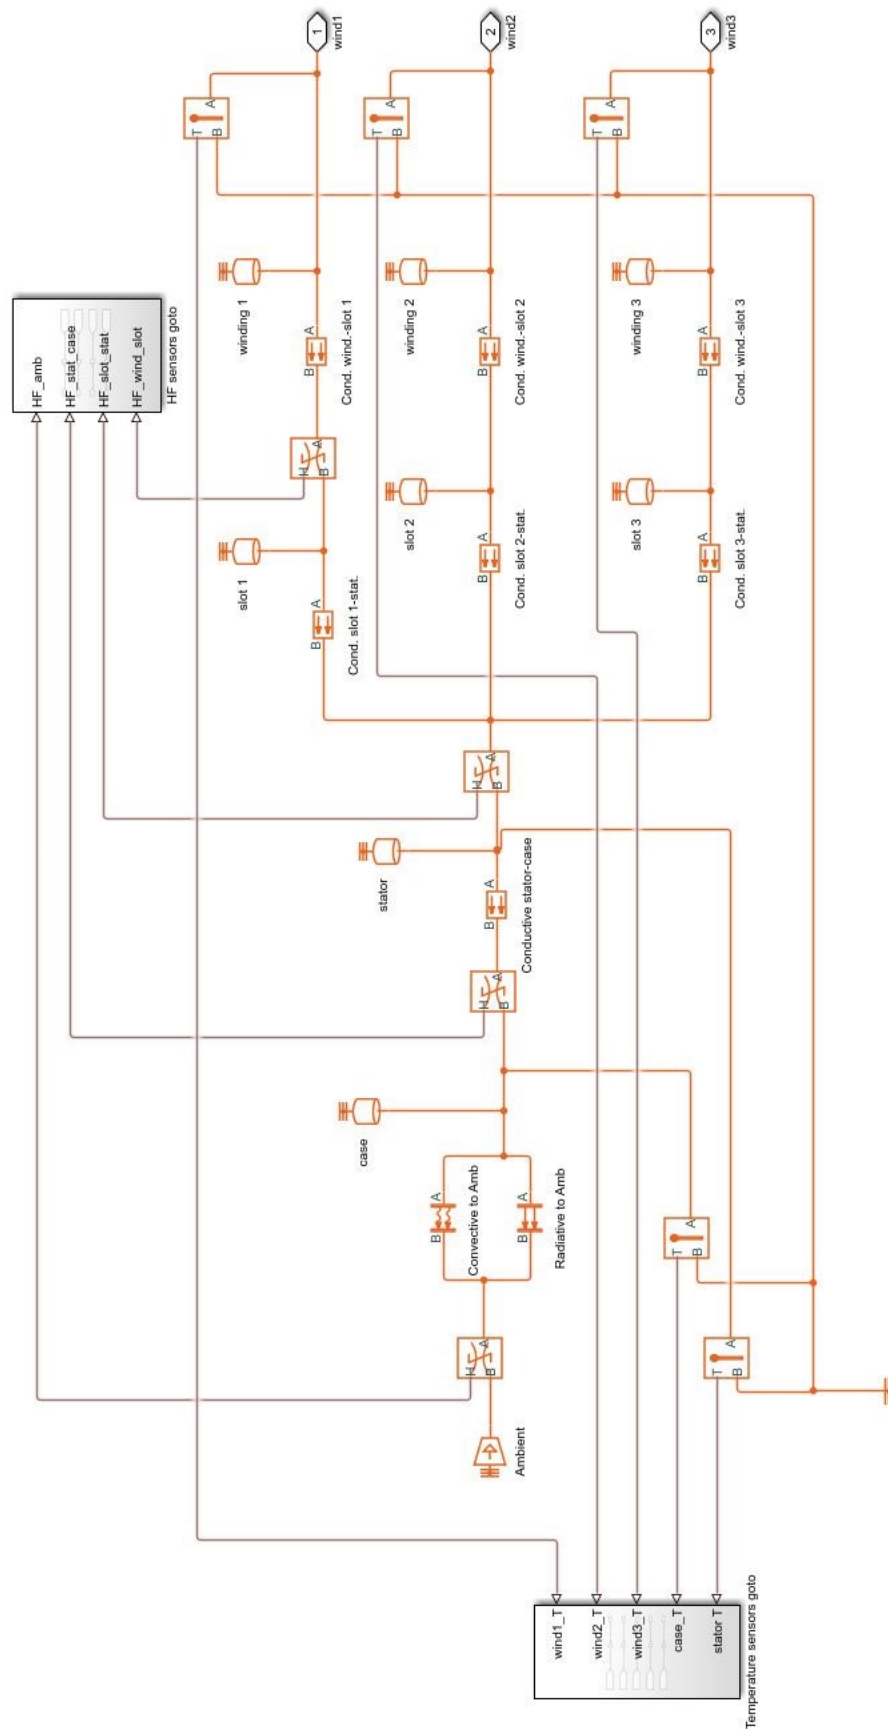 1
wind1
2
wind2
3
wind3
T
A
B
T
A
B
T
A
B
HF_amb
HF_stat_case
HF_slot_stat
HF_wind_slot
HF sensors goto
winding 1
winding 2
winding 3
B A
Cond. wind.-slot 1
B A
Cond. wind.-slot 2
B A
Cond. wind.-slot 3
H
A
B
slot 1
slot 2
slot 3
B A
Cond. slot 1-stat.
B A
Cond. slot 2-stat.
B A
Cond. slot 3-stat.
H
A
B
stator
B A
Conductive stator-case
H
A
B
case
B A
Convective to Amb
B A
Radiative to Amb
T
A
B
T
A
B
H
A
B
Ambient
wind1_T
wind2_T
wind3_T
case_T
stator T
Temperature sensors goto